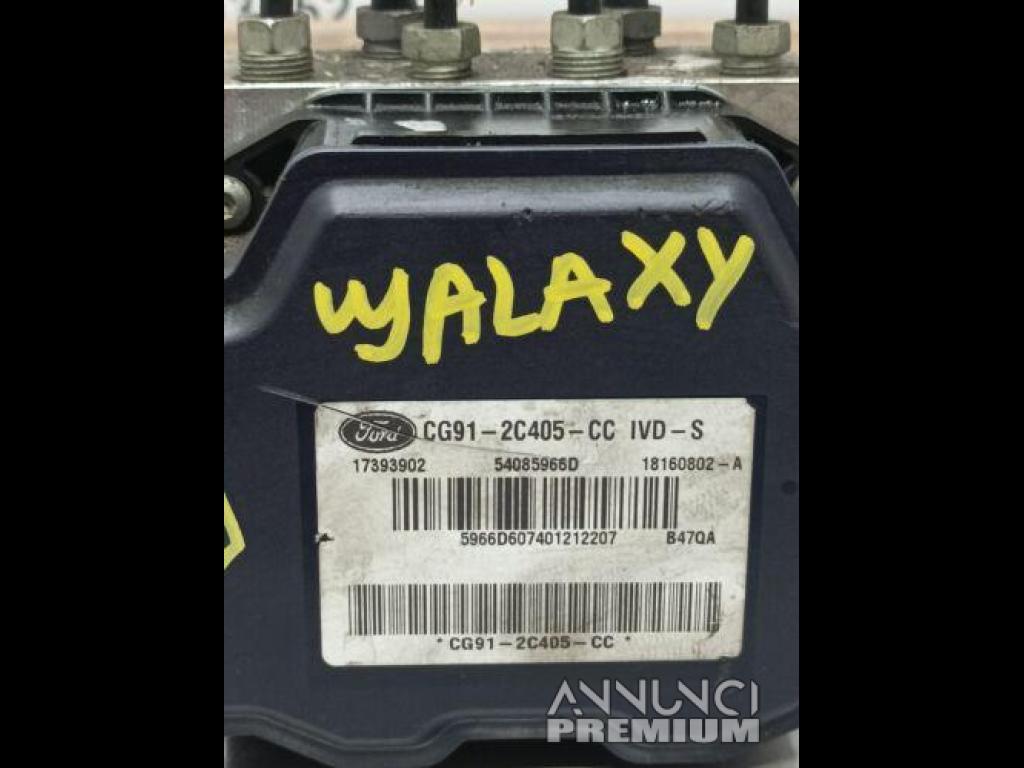 GALAXY
Ford CG91-2C405-CC IVD-S
17393902 54085966D 18160802-A
5966D607401212207 B47QA
*CG91-2C405-CC*
ANNUNCI
PREMIUM